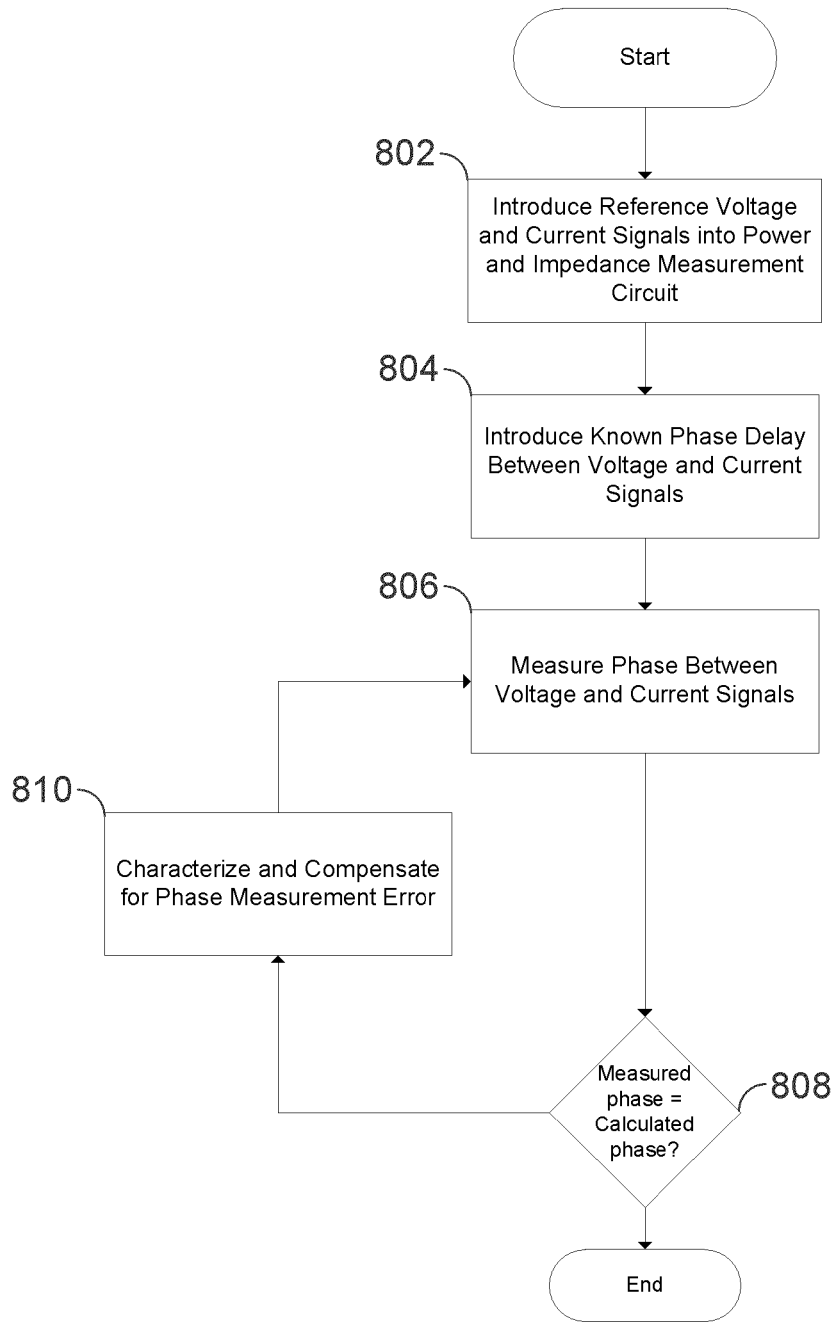 Start
802
Introduce Reference Voltage
and Current Signals into Power
and Impedance Measurement
Circuit
804
Introduce Known Phase Delay
Between Voltage and Current
Signals
806
Measure Phase Between
Voltage and Current Signals
810
Characterize and Compensate
for Phase Measurement Error
Measured
phase =
Calculated
phase?
808
End